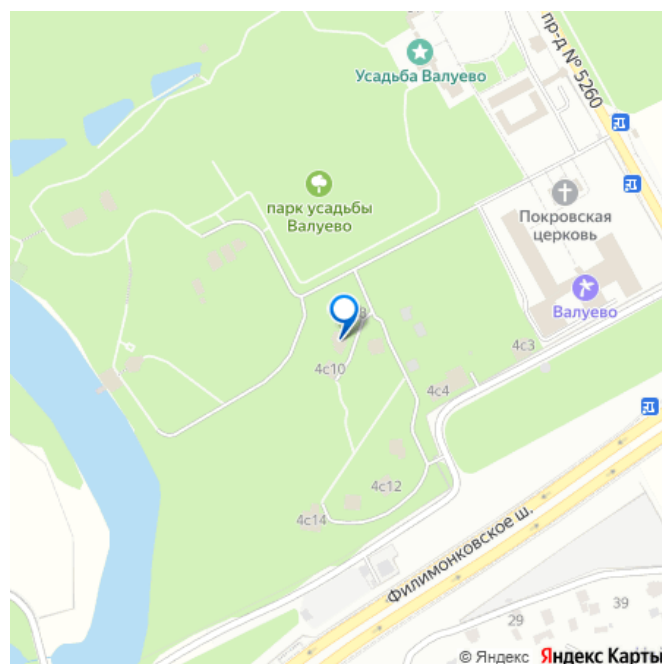 пр-д № 5260
Усадьба Валуево
парк усадьбы
Валуево
Покровская
церковь
Валуево
4с10
4с3
4с4
4с12
4с14
Филимонковское ш.
39
29
© Яндекс Яндекс Карты